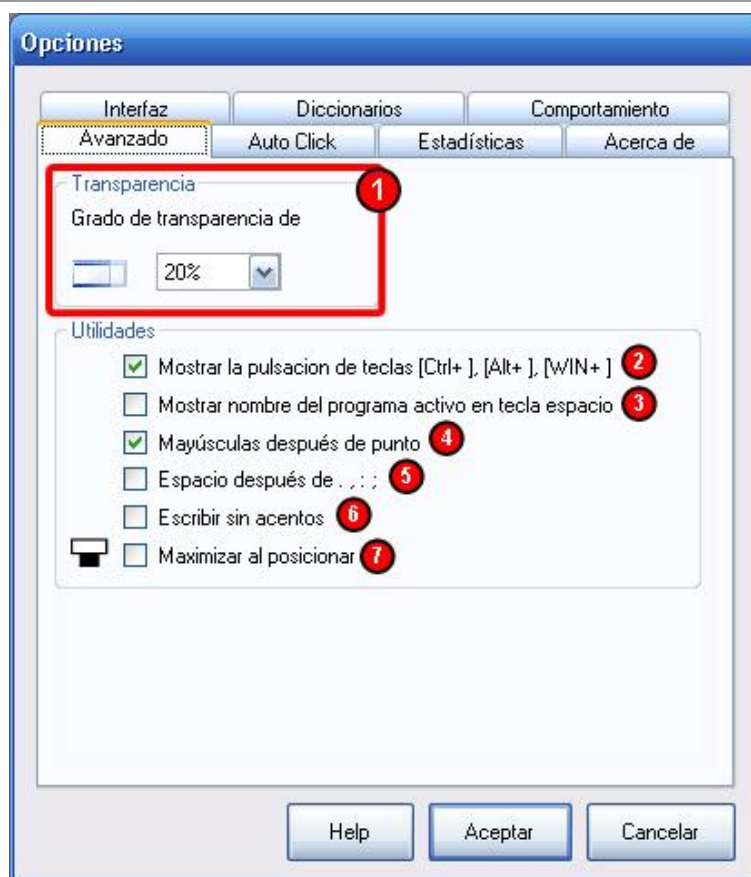 Opciones
Interfaz Diccionarios Comportamiento
Avanzado Auto Click Estadísticas Acerca de
Transparencia 1
Grado de transparencia de
20%
Utilidades
Mostrar la pulsacion de teclas [Ctrl+ ], [Alt+ ], [WIN+ ] 2
Mostrar nombre del programa activo en tecla espacio 3
Mayúsculas después de punto 4
Espacio después de . , : ; 5
Escribir sin acentos 6
Maximizar al posicionar 7
Help Aceptar Cancelar